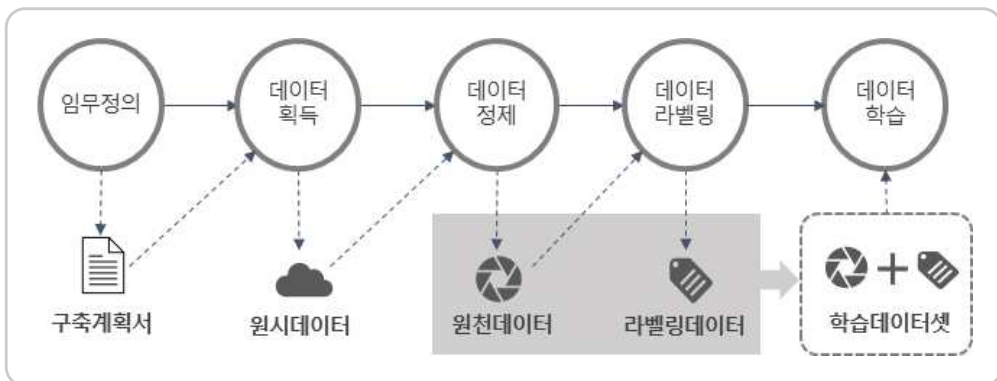 임무정의
데이터
획득
데이터
정제
데이터
라벨링
데이터
학습
구축계획서
원시데이터
원천데이터
라벨링데이터
학습데이터셋